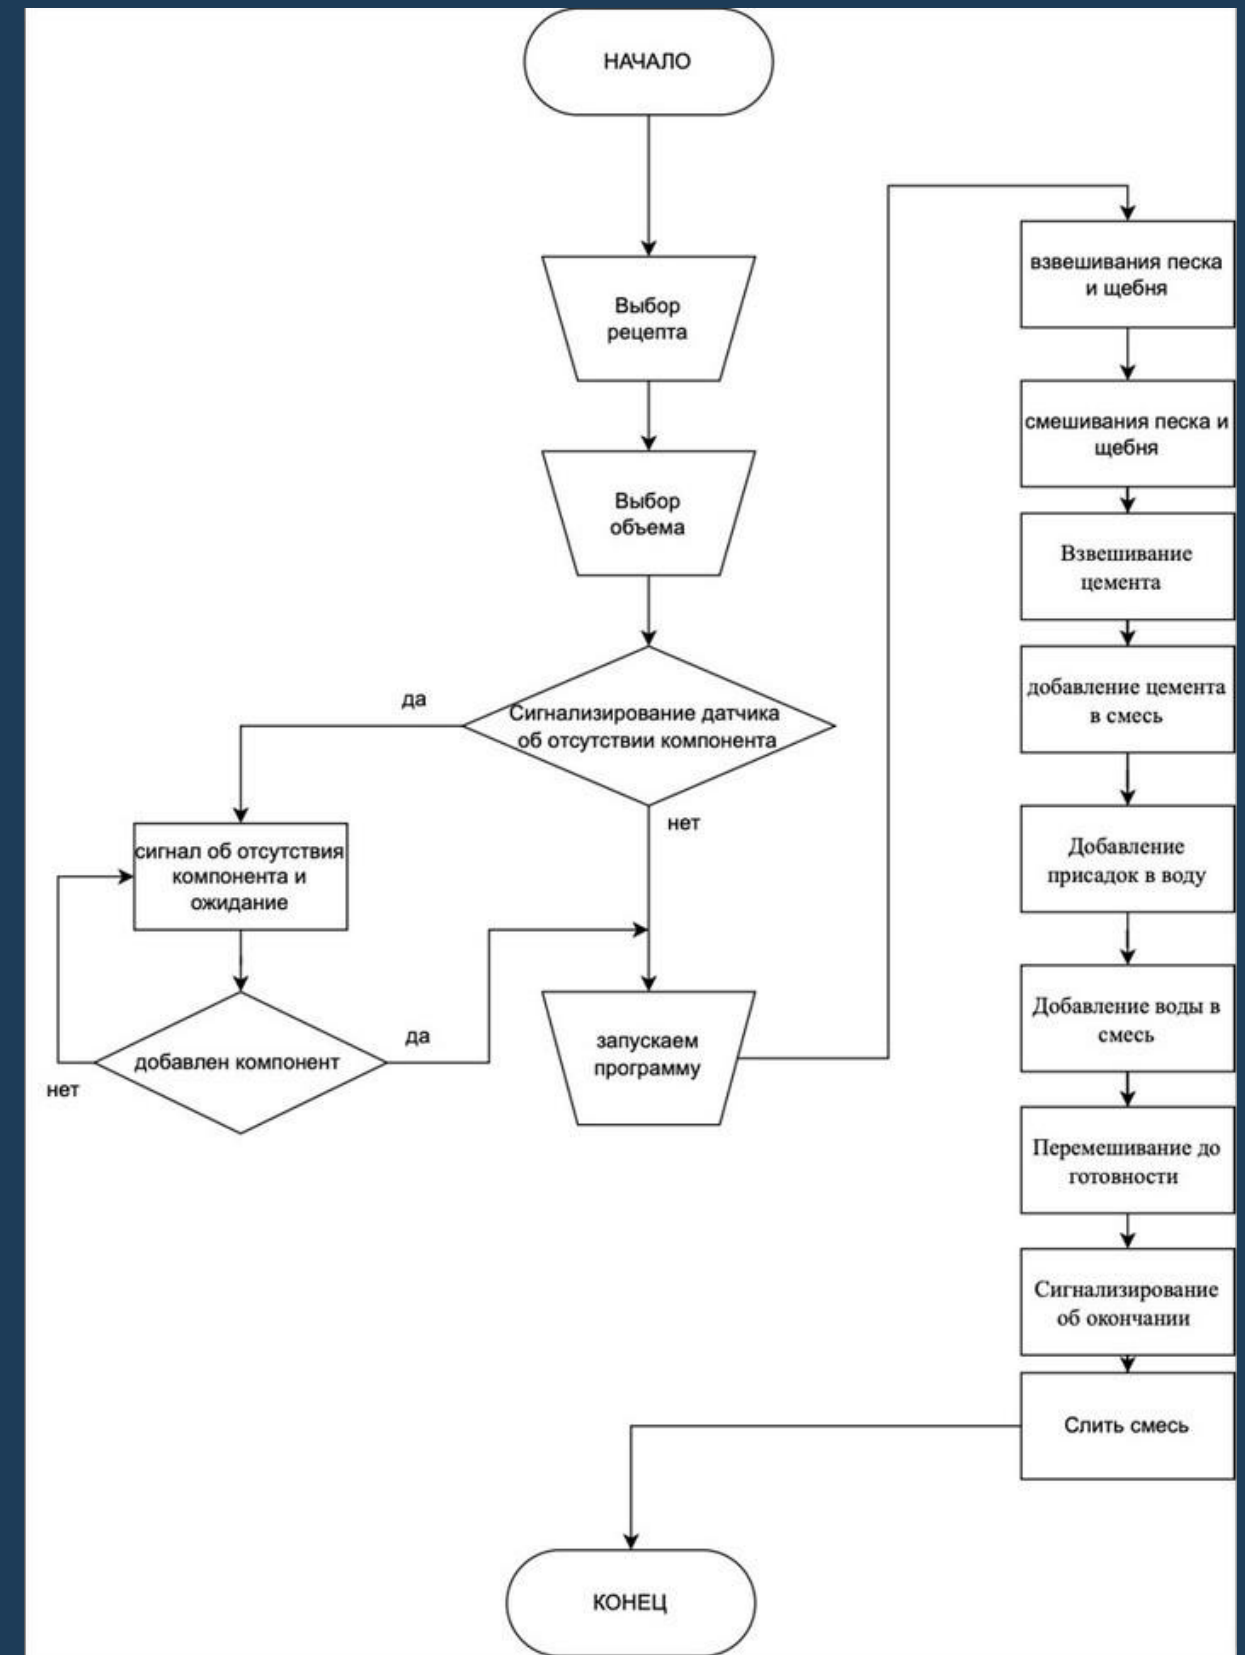 НАЧАЛО
Выбор
рецепта
Выбор
объема
Сигнализирование датчика
об отсутствии компонента
да
нет
сигнал об отсутствия
компонента и
ожидание
добавлен компонент
да
нет
запускаем
программу
взвешивания песка
и щебня
смешивания песка и
щебня
Взвешивание
цемента
добавление цемента
в смесь
Добавление
присадок в воду
Добавление воды в
смесь
Перемешивание до
готовности
Сигнализирование
об окончании
Слить смесь
КОНЕЦ